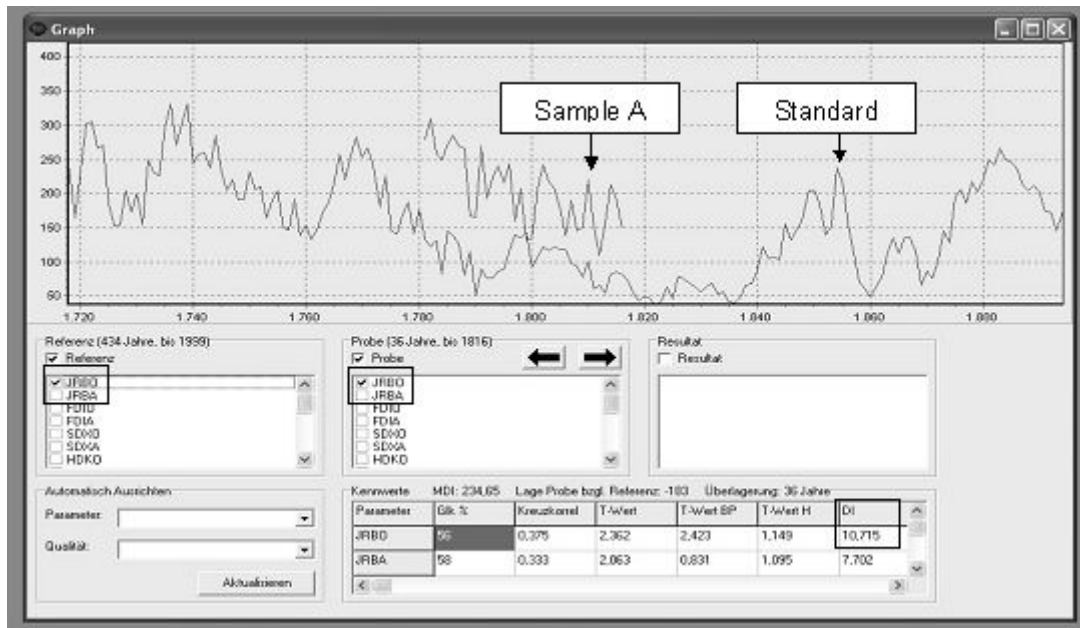 Graph
400
350
300
250
200
150
100
50
Sample A
Standard
1.720 1.740 1.760 1.780 1.800 1.820 1.840 1.860 1.880
Referenz (434 Jahre, bis 1999)
Referenz
JRBO
JRBA
FDIO
FDIA
SDXO
SDXA
HDKO
Probe (36 Jahre, bis 1816)
Probe
JRBO
JRBA
FDIO
FDIA
SDXO
SDXA
HDKO
Resultat
Resultat
Automatisch Ausrichten
Parameter:
Qualität:
Aktualisieren
Kennwerte MDI: 234,65 Lage Probe bzgl. Referenz: -183 Überlagerung: 36 Jahre
Parameter Glk % Kreuzkorrel T-Wert T-Wert BP T-Wert H DI
JRBO 56 0,375 2,362 2,423 1,149 10,715
JRBA 58 0,333 2,063 0,831 1,095 7,702